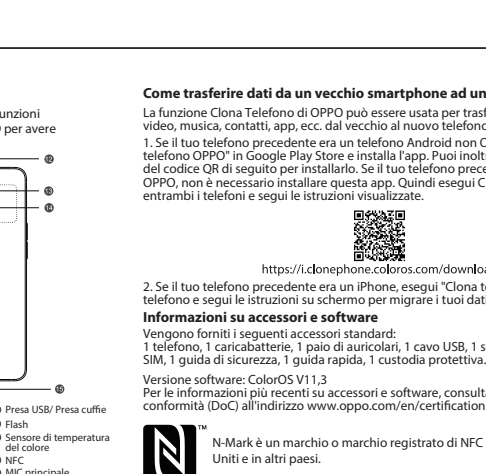 unzioni
per avere
⑫
⑬
⑭
⑮
Presa USB/ Presa cuffie
Flash
Sensore di temperatura
del colore
NFC
MIC principale
Come trasferire dati da un vecchio smartphone ad un
La funzione Clona Telefono di OPPO può essere usata per trasf
video, musica, contatti, app, ecc. dal vecchio al nuovo telefono
1. Se il tuo telefono precedente era un telefono Android non O
telefono OPPO" in Google Play Store e installa l'app. Puoi inolt
del codice QR di seguito per installarlo. Se il tuo telefono prece
OPPO, non è necessario installare questa app. Quindi esegui C
entrambi i telefoni e segui le istruzioni visualizzate.
https://i.clonephone.coloros.com/downloa
2. Se il tuo telefono precedente era un iPhone, esegui "Clona te
telefono e segui le istruzioni su schermo per migrare i tuoi dati
Informazioni su accessori e software
Vengono forniti i seguenti accessori standard:
1 telefono, 1 caricabatterie, 1 paio di auricolari, 1 cavo USB, 1 s
SIM, 1 guida di sicurezza, 1 guida rapida, 1 custodia protettiva.
Versione software: ColorOS V11,3
Per le informazioni più recenti su accessori e software, consulta
conformità (DoC) all'indirizzo www.oppo.com/en/certification
™
N-Mark è un marchio o marchio registrato di NFC
Uniti e in altri paesi.